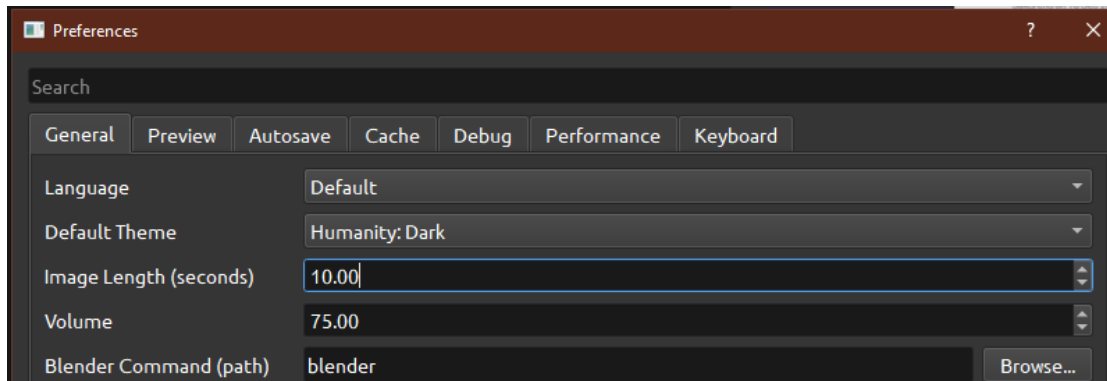 Preferences ? ×
Search
General Preview Autosave Cache Debug Performance Keyboard
Language Default
Default Theme Humanity: Dark
Image Length (seconds) 10.00
Volume 75.00
Blender Command (path) blender Browse...